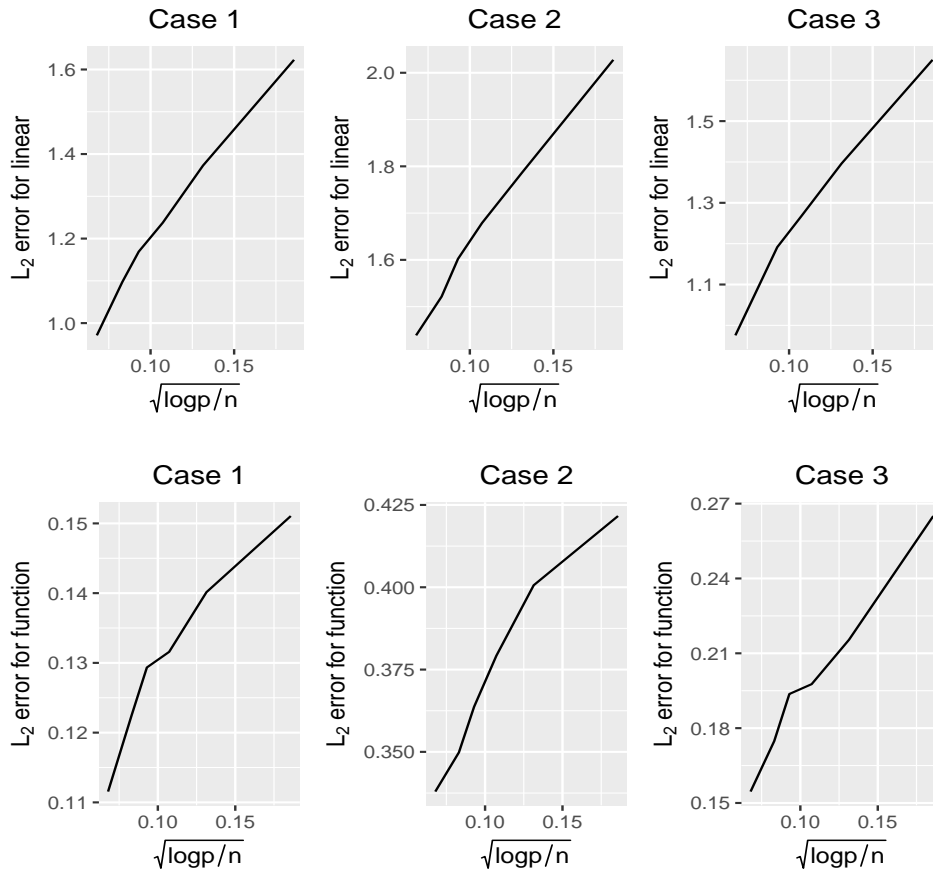 Case 1
L2 error for linear
1.6
1.4
1.2
1.0
0.10 0.15
√logp/n
Case 2
L2 error for linear
2.0
1.8
1.6
0.10 0.15
√logp/n
Case 3
L2 error for linear
1.5
1.3
1.1
0.10 0.15
√logp/n
Case 1
L2 error for function
0.15
0.14
0.13
0.12
0.11
0.10 0.15
√logp/n
Case 2
L2 error for function
0.425
0.400
0.375
0.350
0.10 0.15
√logp/n
Case 3
L2 error for function
0.27
0.24
0.21
0.18
0.15
0.10 0.15
√logp/n